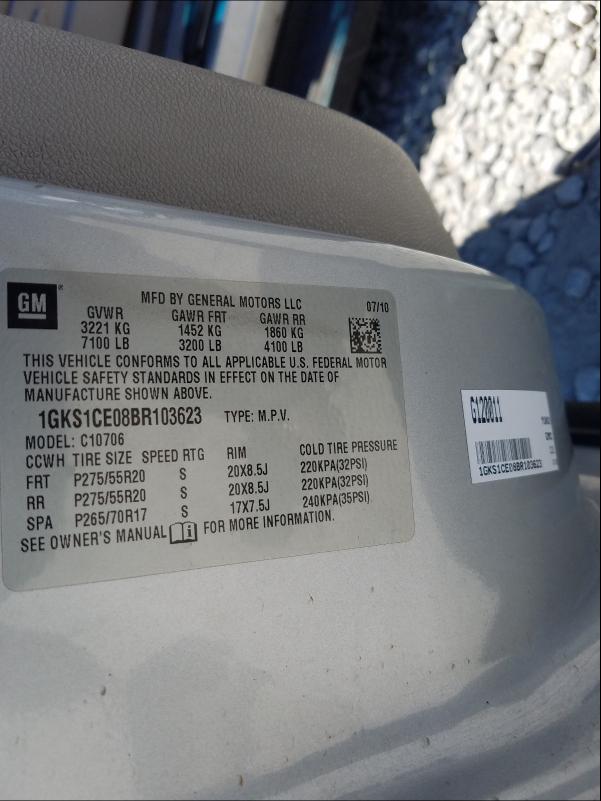 GM
MFD BY GENERAL MOTORS LLC 07/10
GVWR GAWR FRT GAWR RR
3221 KG 1452 KG 1860 KG
7100 LB 3200 LB 4100 LB
THIS VEHICLE CONFORMS TO ALL APPLICABLE U.S. FEDERAL MOTOR
VEHICLE SAFETY STANDARDS IN EFFECT ON THE DATE OF
MANUFACTURE SHOWN ABOVE.
1GKS1CE08BR103623 TYPE: M.P.V.
MODEL: C10706
CCWH TIRE SIZE SPEED RTG RIM COLD TIRE PRESSURE
FRT P275/55R20 S 20X8.5J 220KPA(32PSI)
RR P275/55R20 S 20X8.5J 220KPA(32PSI)
SPA P265/70R17 S 17X7.5J 240KPA(35PSI)
SEE OWNER'S MANUAL FOR MORE INFORMATION.
G120011
1GKS1CE08BR103623